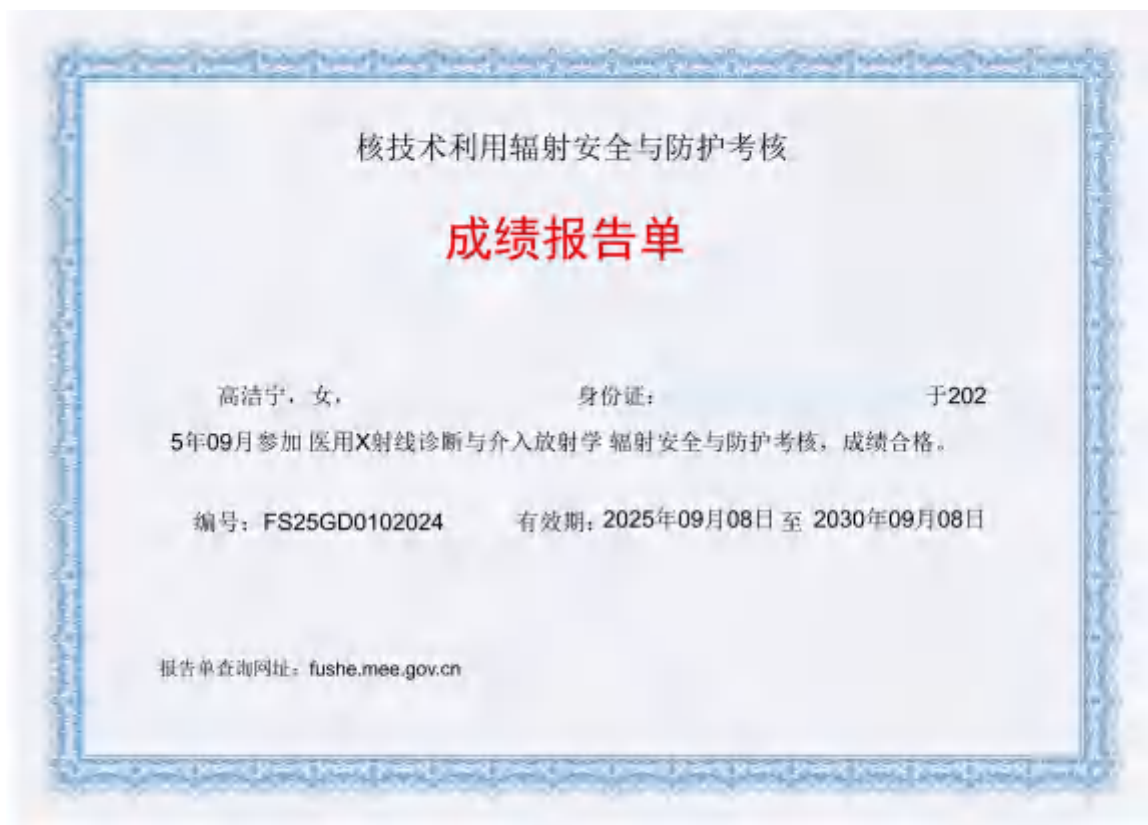 核技术利用辐射安全与防护考核
成绩报告单
高洁宁，女， 身份证： 于202
5年09月参加 医用X射线诊断与介入放射学 辐射安全与防护考核，成绩合格。
编号：FS25GD0102024 有效期：2025年09月08日 至 2030年09月08日
报告单查询网址：fushe.mee.gov.cn